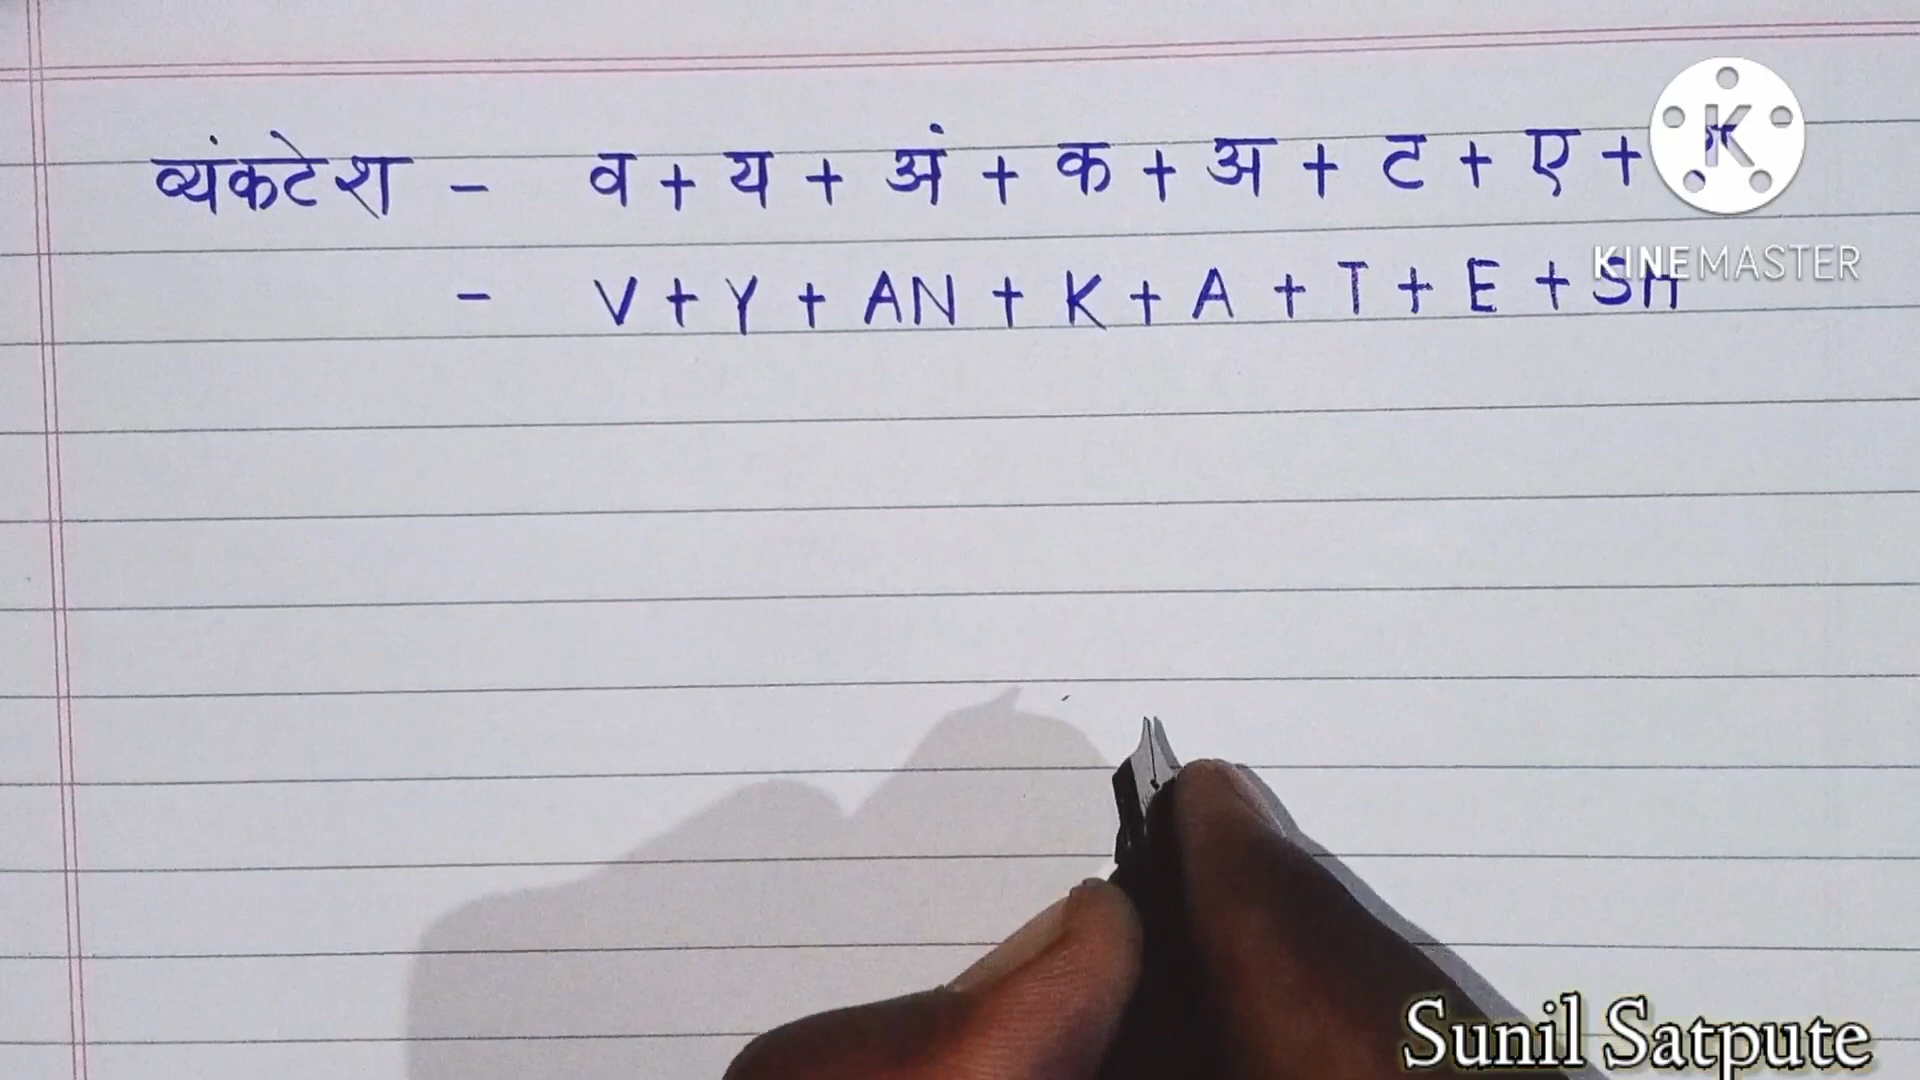 व्यंकटेश - व + य + अं + क + अ + ट + ए +
- V + Y + AN + K + A + T + E + SH
K
KINEMASTER
Sunil Satpute